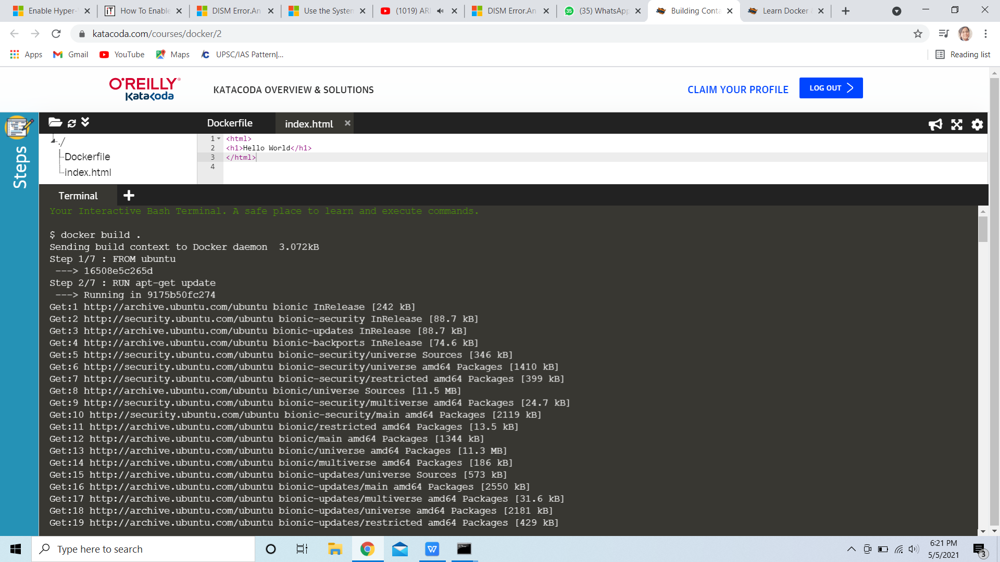 Enable Hyper-
How To Enable
DISM Error.An
Use the System
(1019) ARI
DISM Error.An
(35) WhatsApp
Building Conta
Learn Docker
katacoda.com/courses/docker/2
Apps
Gmail
YouTube
Maps
UPSC/IAS Pattern|...
Reading list
O'REILLY
Katacoda
KATACODA OVERVIEW & SOLUTIONS
CLAIM YOUR PROFILE
LOG OUT
Steps
Dockerfile
index.html
./
Dockerfile
index.html
1 <html>
2 <h1>Hello World</h1>
3 </html>
4
Terminal
Your Interactive Bash Terminal. A safe place to learn and execute commands.
$ docker build .
Sending build context to Docker daemon  3.072kB
Step 1/7 : FROM ubuntu
 ---> 16508e5c265d
Step 2/7 : RUN apt-get update
 ---> Running in 9175b50fc274
Get:1 http://archive.ubuntu.com/ubuntu bionic InRelease [242 kB]
Get:2 http://security.ubuntu.com/ubuntu bionic-security InRelease [88.7 kB]
Get:3 http://archive.ubuntu.com/ubuntu bionic-updates InRelease [88.7 kB]
Get:4 http://archive.ubuntu.com/ubuntu bionic-backports InRelease [74.6 kB]
Get:5 http://security.ubuntu.com/ubuntu bionic-security/universe Sources [346 kB]
Get:6 http://security.ubuntu.com/ubuntu bionic-security/universe amd64 Packages [1410 kB]
Get:7 http://security.ubuntu.com/ubuntu bionic-security/restricted amd64 Packages [399 kB]
Get:8 http://archive.ubuntu.com/ubuntu bionic/universe Sources [11.5 MB]
Get:9 http://security.ubuntu.com/ubuntu bionic-security/multiverse amd64 Packages [24.7 kB]
Get:10 http://security.ubuntu.com/ubuntu bionic-security/main amd64 Packages [2119 kB]
Get:11 http://archive.ubuntu.com/ubuntu bionic/restricted amd64 Packages [13.5 kB]
Get:12 http://archive.ubuntu.com/ubuntu bionic/main amd64 Packages [1344 kB]
Get:13 http://archive.ubuntu.com/ubuntu bionic/universe amd64 Packages [11.3 MB]
Get:14 http://archive.ubuntu.com/ubuntu bionic/multiverse amd64 Packages [186 kB]
Get:15 http://archive.ubuntu.com/ubuntu bionic-updates/universe Sources [573 kB]
Get:16 http://archive.ubuntu.com/ubuntu bionic-updates/main amd64 Packages [2550 kB]
Get:17 http://archive.ubuntu.com/ubuntu bionic-updates/multiverse amd64 Packages [31.6 kB]
Get:18 http://archive.ubuntu.com/ubuntu bionic-updates/universe amd64 Packages [2181 kB]
Get:19 http://archive.ubuntu.com/ubuntu bionic-updates/restricted amd64 Packages [429 kB]
Type here to search
6:21 PM
5/5/2021
3